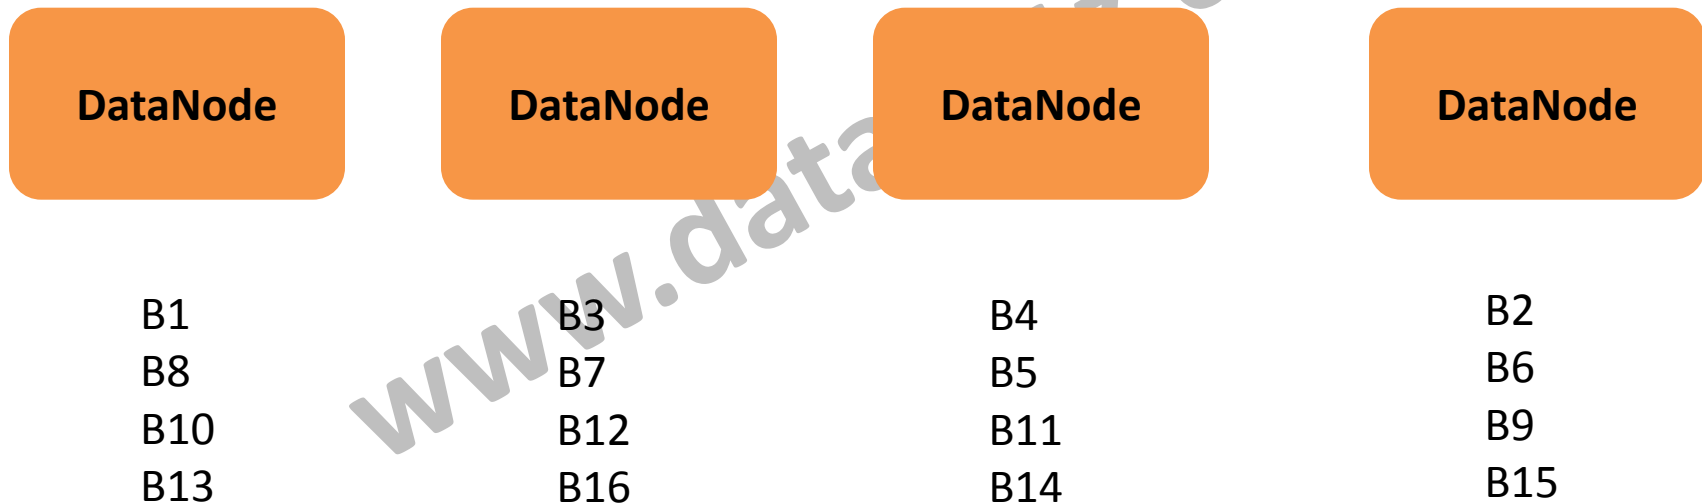 DataNode DataNode DataNode DataNode
B1 B3 B4 B2
B8 B7 B5 B6
B10 B12 B11 B9
B13 B16 B14 B15